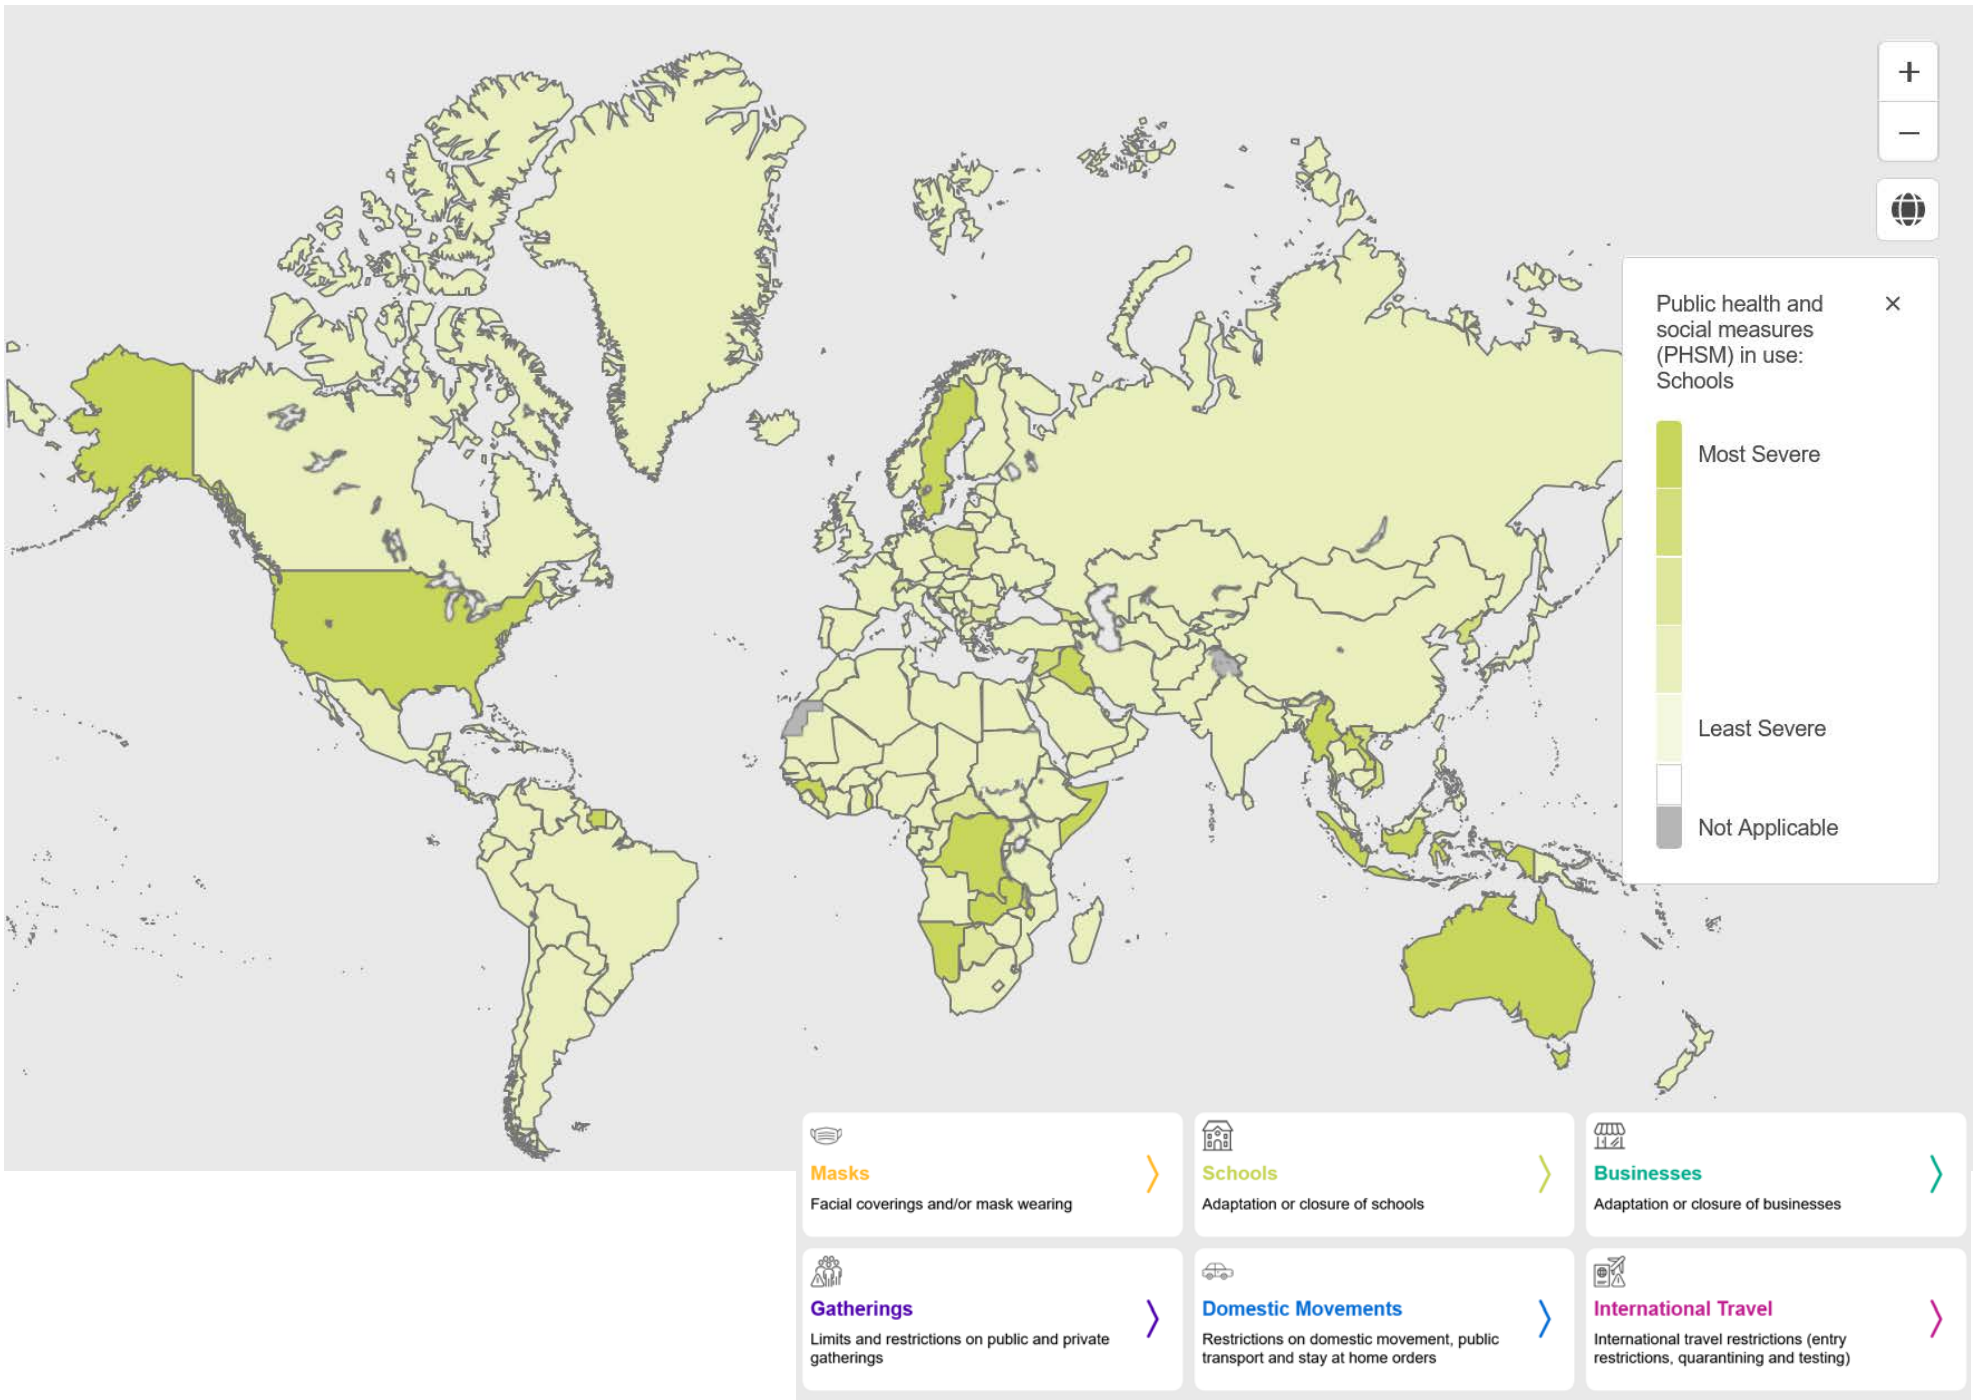 +
−
Public health and
social measures
(PHSM) in use:
Schools
×
Most Severe
Least Severe
Not Applicable
Masks
Facial coverings and/or mask wearing
Schools
Adaptation or closure of schools
Businesses
Adaptation or closure of businesses
Gatherings
Limits and restrictions on public and private
gatherings
Domestic Movements
Restrictions on domestic movement, public
transport and stay at home orders
International Travel
International travel restrictions (entry
restrictions, quarantining and testing)